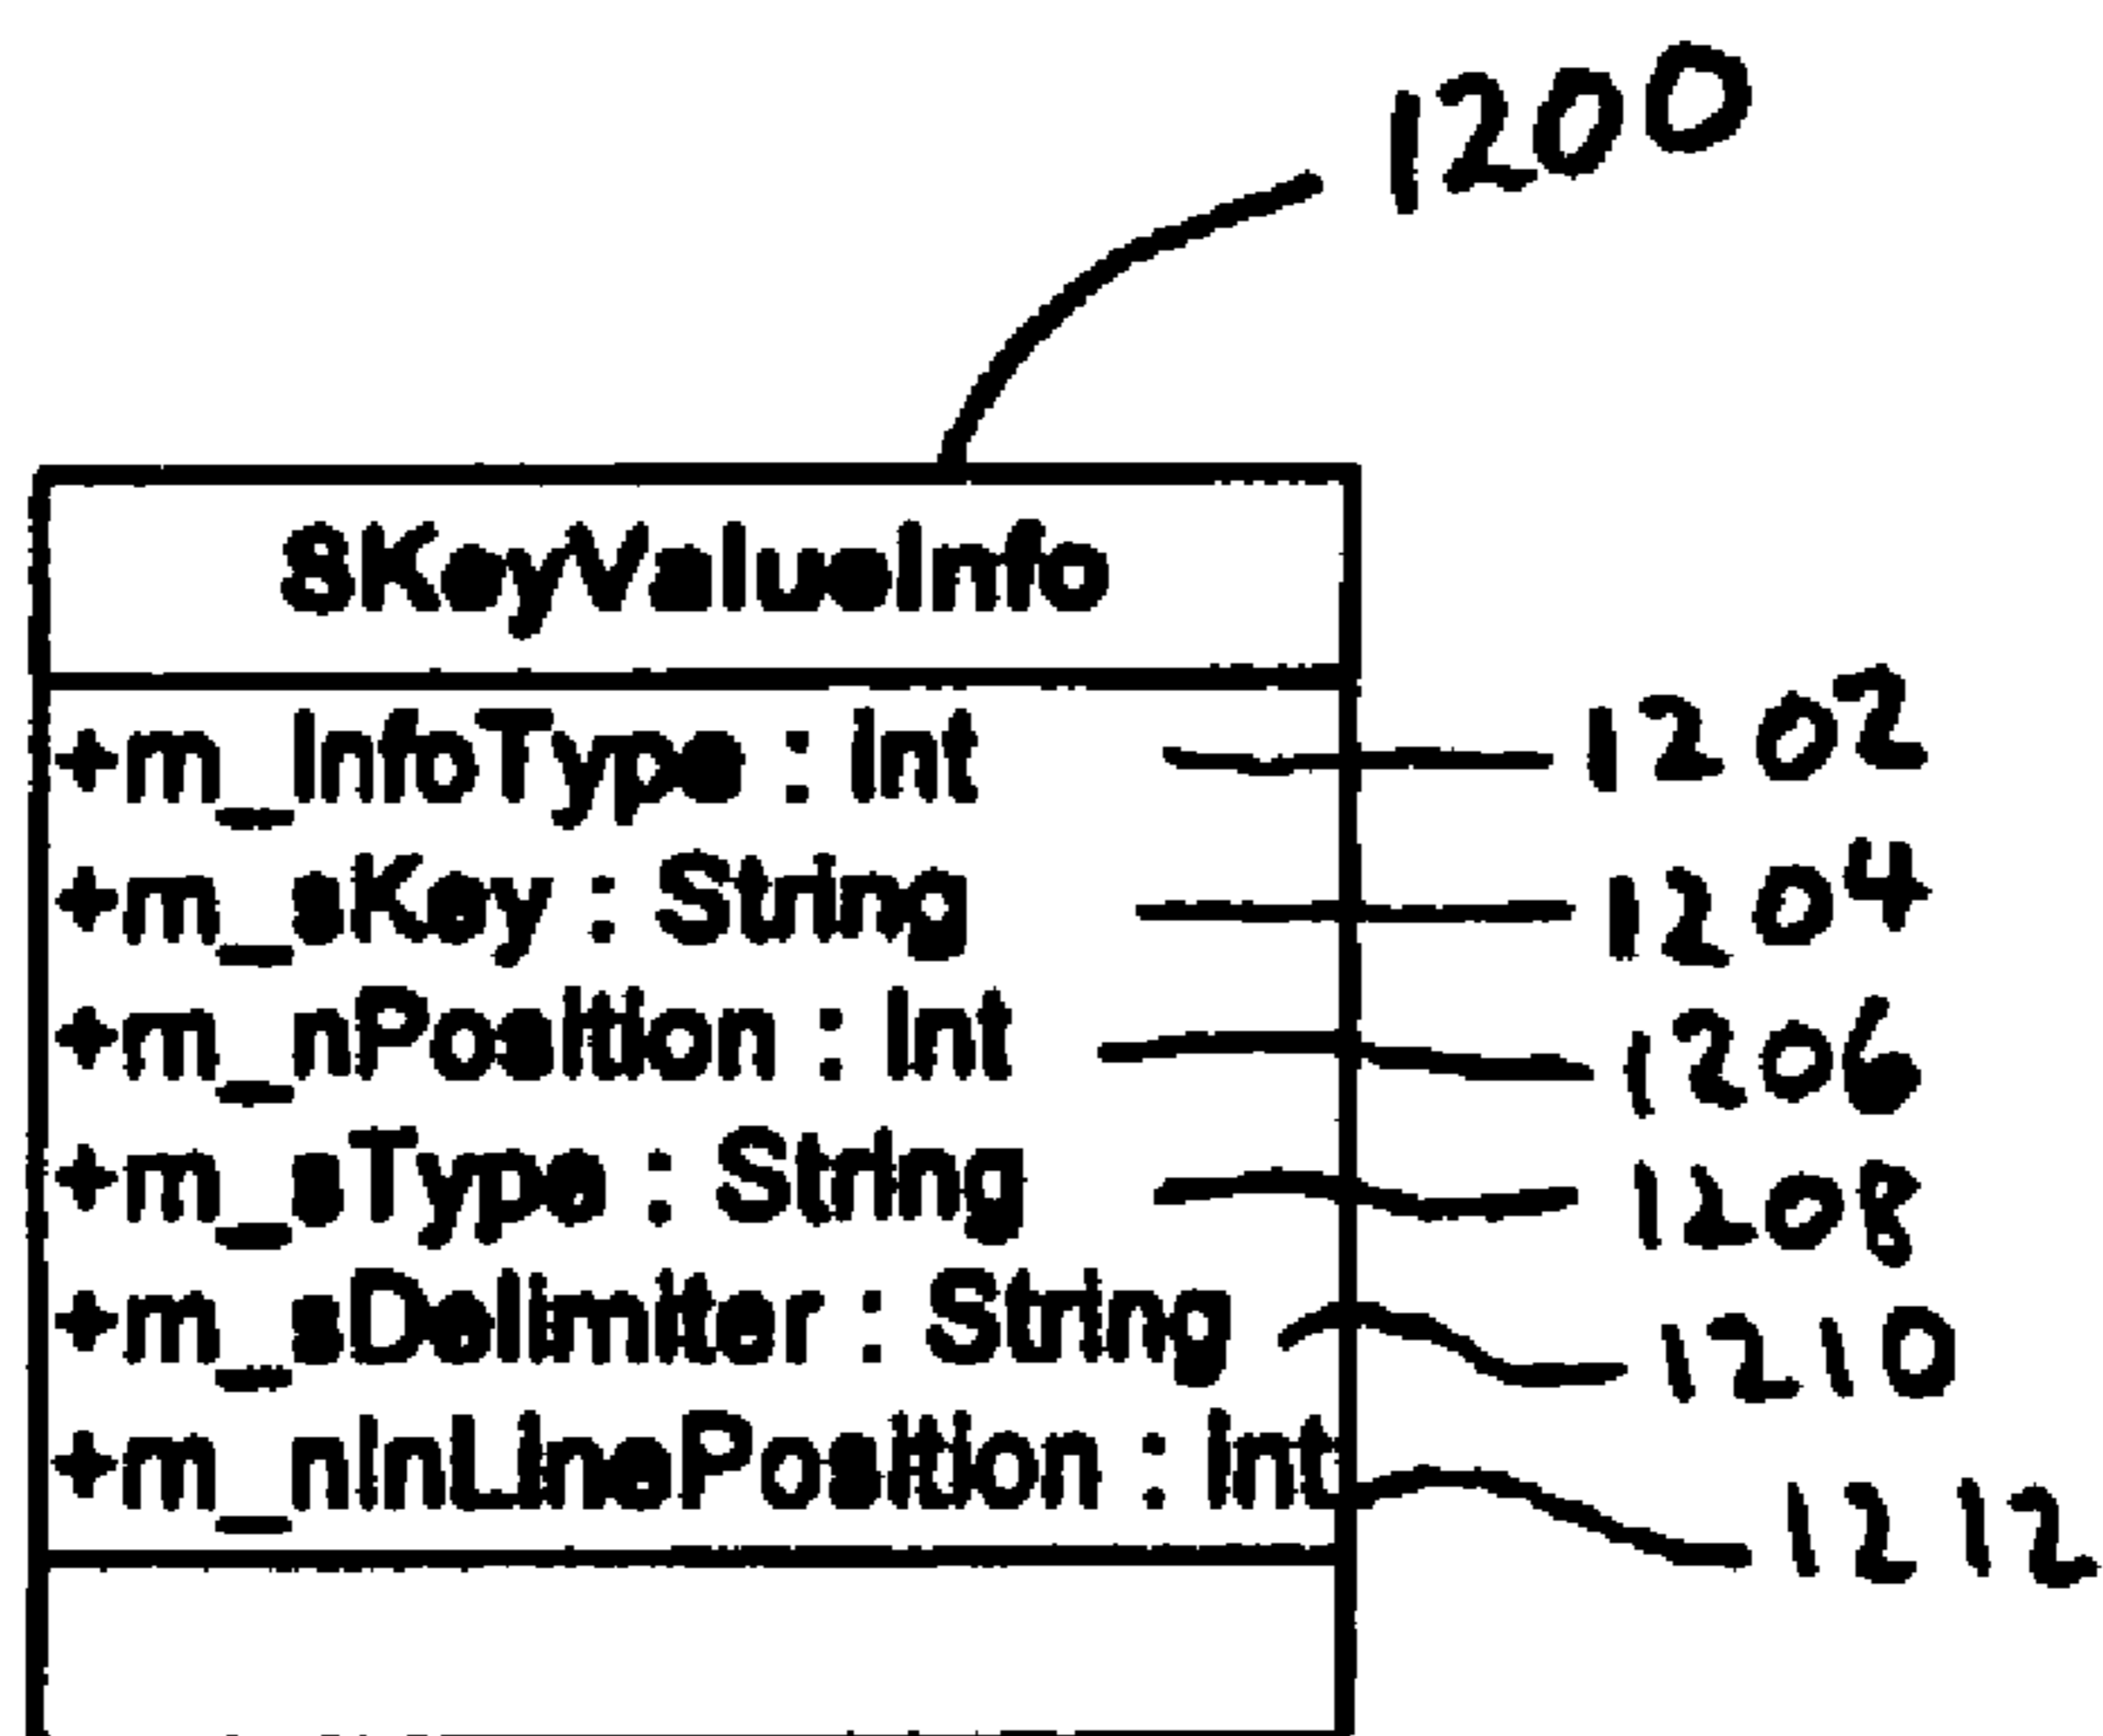 1200
SKeyValueInfo
+m_InfoType : Int 1202
+m_sKey : String 1204
+m_nPosition : Int 1206
+m_sType : String 1208
+m_sDelimiter : String 1210
+m_nInLinePosition : Int 1212